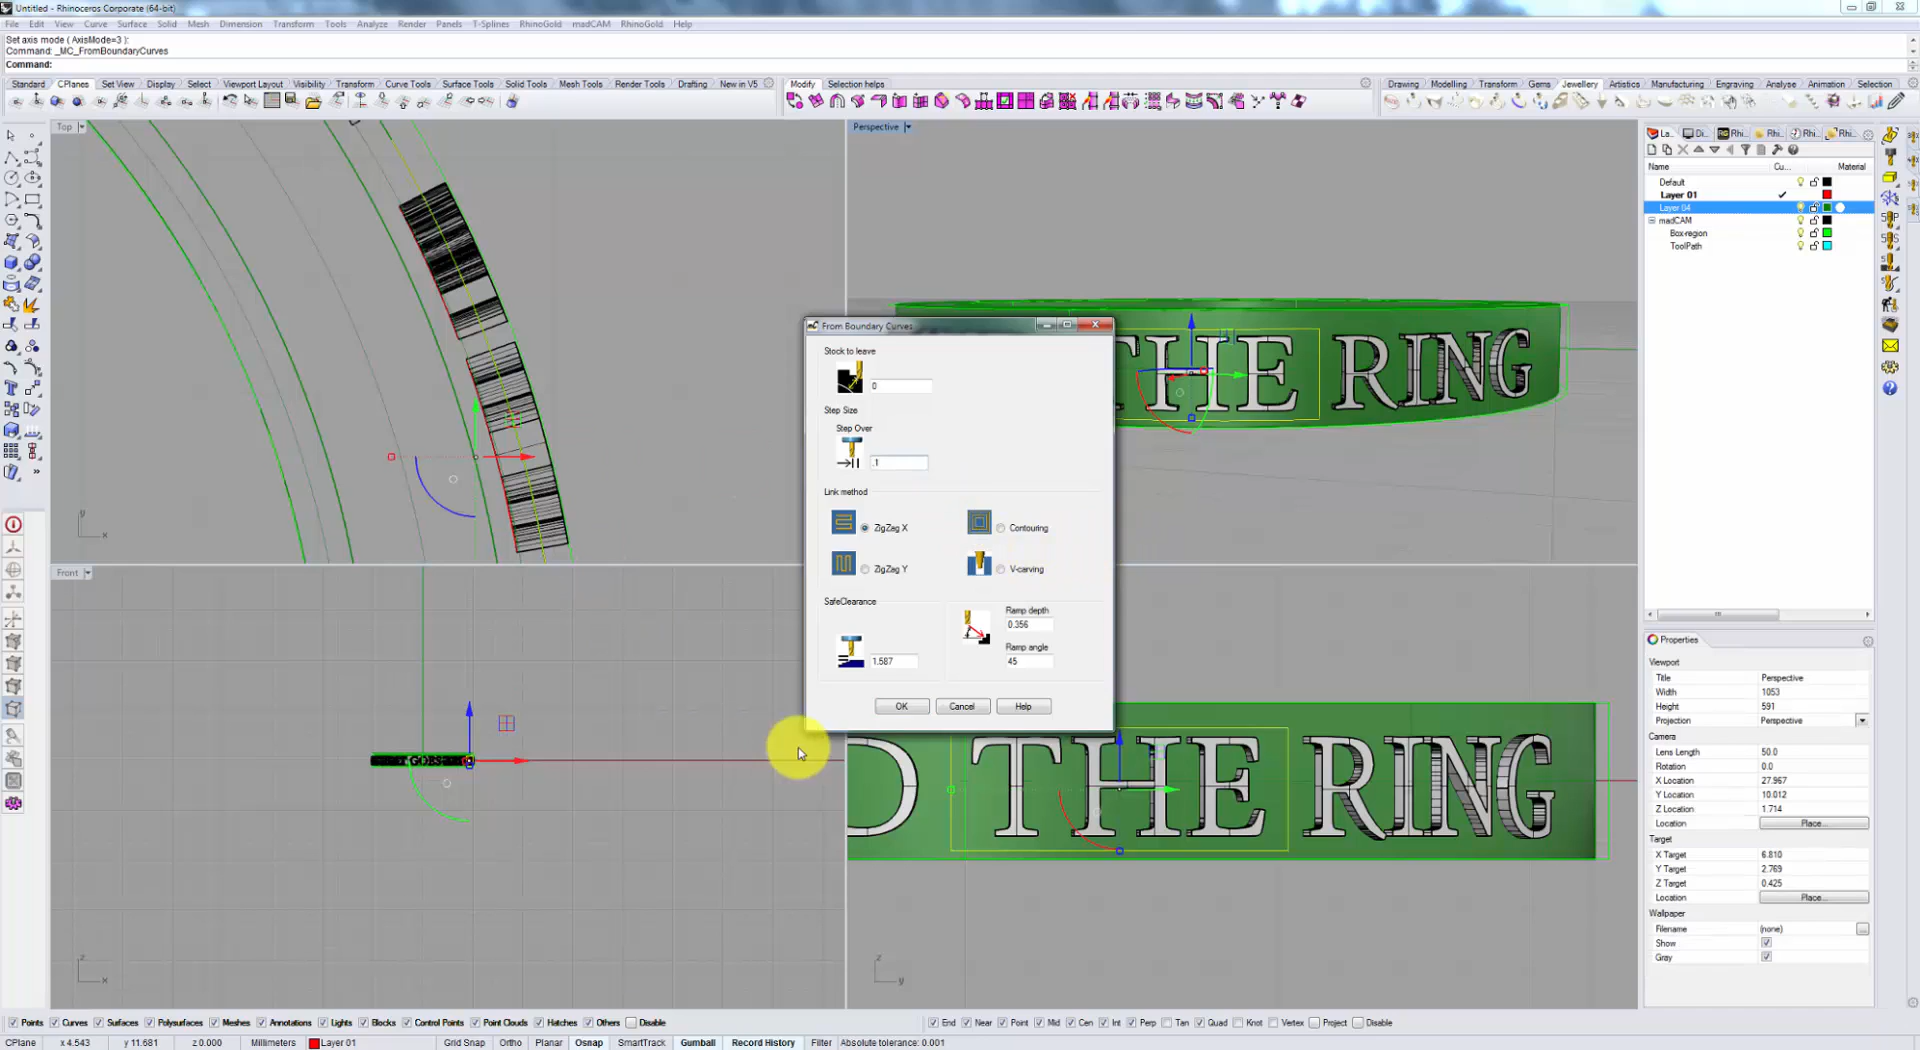 Untitled - Rhinoceros Corporate (64-bit)
File Edit View Curve Surface Solid Mesh Dimension Transform Tools Analyze Render Panels T-Splines RhinoGold madCAM RhinoGold Help
Set axis mode ( AxisMode=3 ):
Command: _MC_FromBoundaryCurves
Command:
Standard CPlanes Set View Display Select Viewport Layout Visibility Transform Curve Tools Surface Tools Solid Tools Mesh Tools Render Tools Drafting New in V5 Modify Selection helps Drawing Modelling Transform Gems Jewellery Artistics Manufacturing Engraving Analyse Animation Selection
Top
Perspective
La... Di... Rhi... Rhi... Rhi... Rhi...
Name Cu... Material
Default
Layer 01
Layer 04
madCAM
Box-region
ToolPath
THE RING
From Boundary Curves
Stock to leave
0
Step Size
Step Over
.1
Link method
ZigZag X
Contouring
ZigZag Y
V-carving
SafeClearance
Ramp depth
0.356
Ramp angle
1.587
45
OK Cancel Help
Front
D THE RING
Properties
Viewport
Title Perspective
Width 1053
Height 591
Projection Perspective
Camera
Lens Length 50.0
Rotation 0.0
X Location 27.967
Y Location 10.012
Z Location 1.714
Location Place...
Target
X Target 6.810
Y Target 2.769
Z Target 0.425
Location Place...
Wallpaper
Filename (none)
Show
Gray
y x
z x
z y
Points Curves Surfaces Polysurfaces Meshes Annotations Lights Blocks Control Points Point Clouds Hatches Others Disable End Near Point Mid Cen Int Perp Tan Quad Knot Vertex Project Disable
CPlane x 4.543 y 11.681 z 0.000 Millimeters Layer 01 Grid Snap Ortho Planar Osnap SmartTrack Gumball Record History Filter Absolute tolerance: 0.001